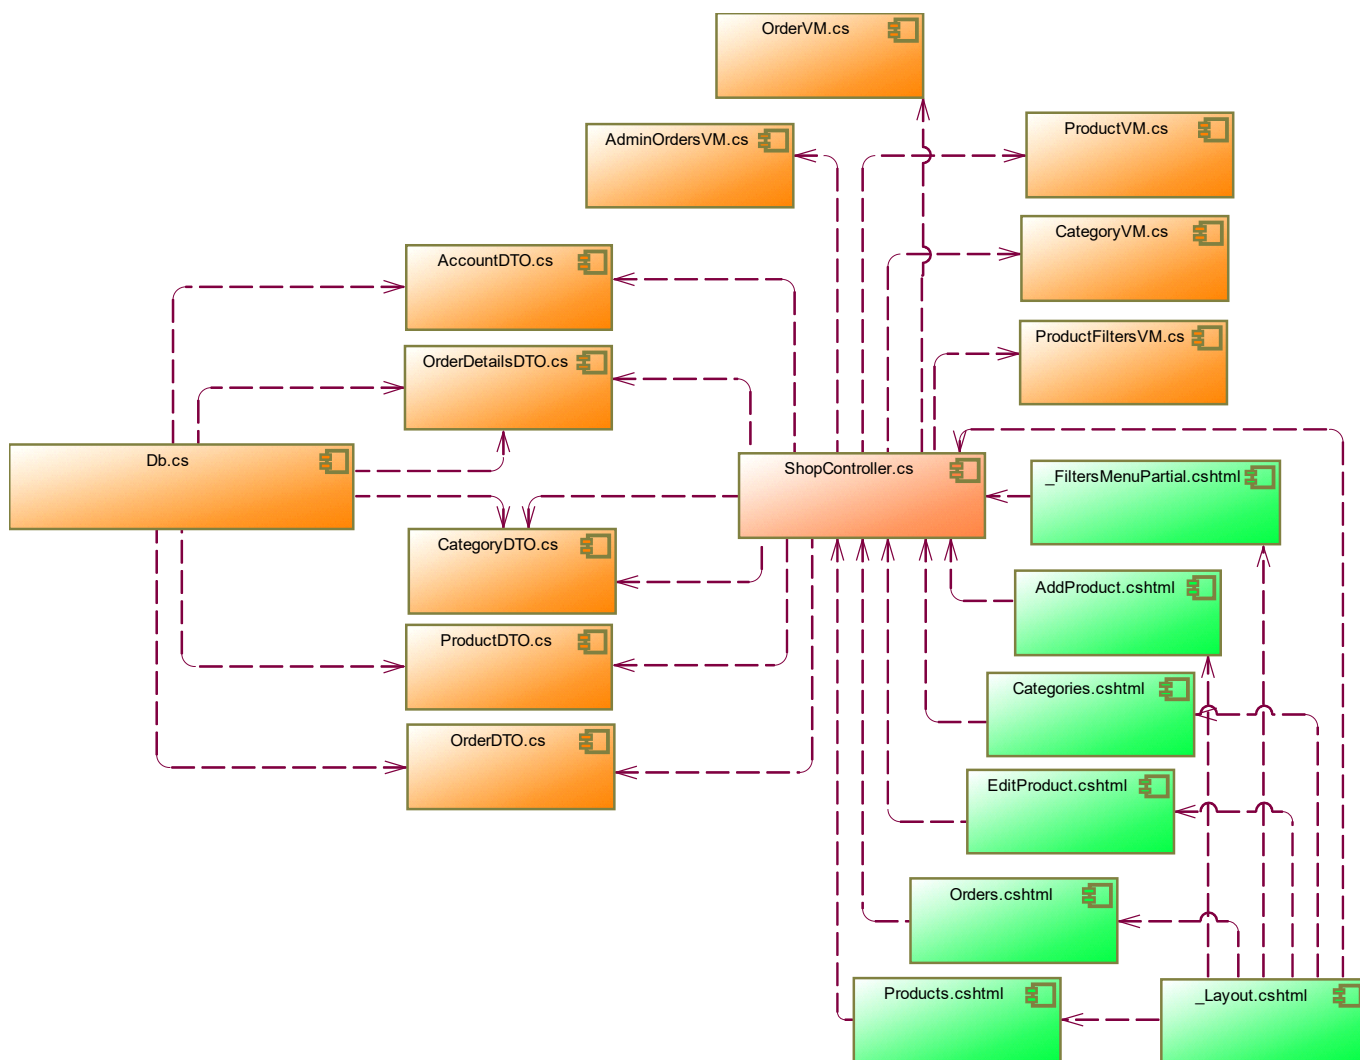 OrderVM.cs
ProductVM.cs
AdminOrdersVM.cs
CategoryVM.cs
AccountDTO.cs
ProductFiltersVM.cs
OrderDetailsDTO.cs
Db.cs
ShopController.cs
_FiltersMenuPartial.cshtml
CategoryDTO.cs
AddProduct.cshtml
ProductDTO.cs
Categories.cshtml
OrderDTO.cs
EditProduct.cshtml
Orders.cshtml
Products.cshtml
_Layout.cshtml